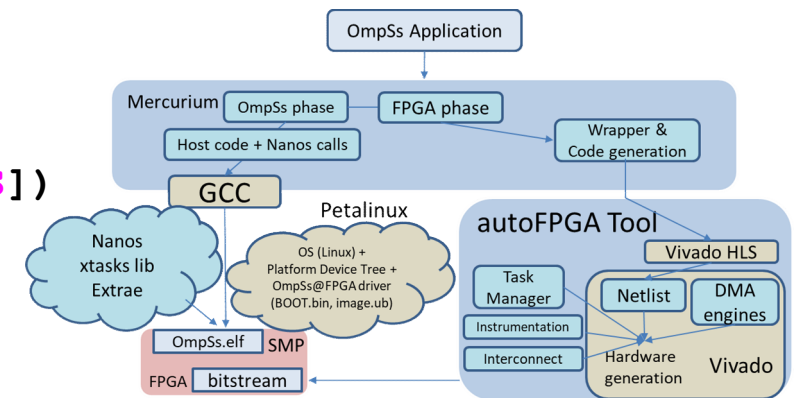 OmpSs Application
Mercurium
OmpSs phase
FPGA phase
Host code + Nanos calls
Wrapper &
Code generation
])
GCC
Petalinux
autoFPGA Tool
Nanos
xtasks lib
Extrae
OS (Linux) +
Platform Device Tree +
OmpSs@FPGA driver
(BOOT.bin, image.ub)
Vivado HLS
Task
Manager
Netlist
DMA
engines
Instrumentation
Interconnect
Hardware
generation
Vivado
OmpSs.elf
SMP
FPGA
bitstream